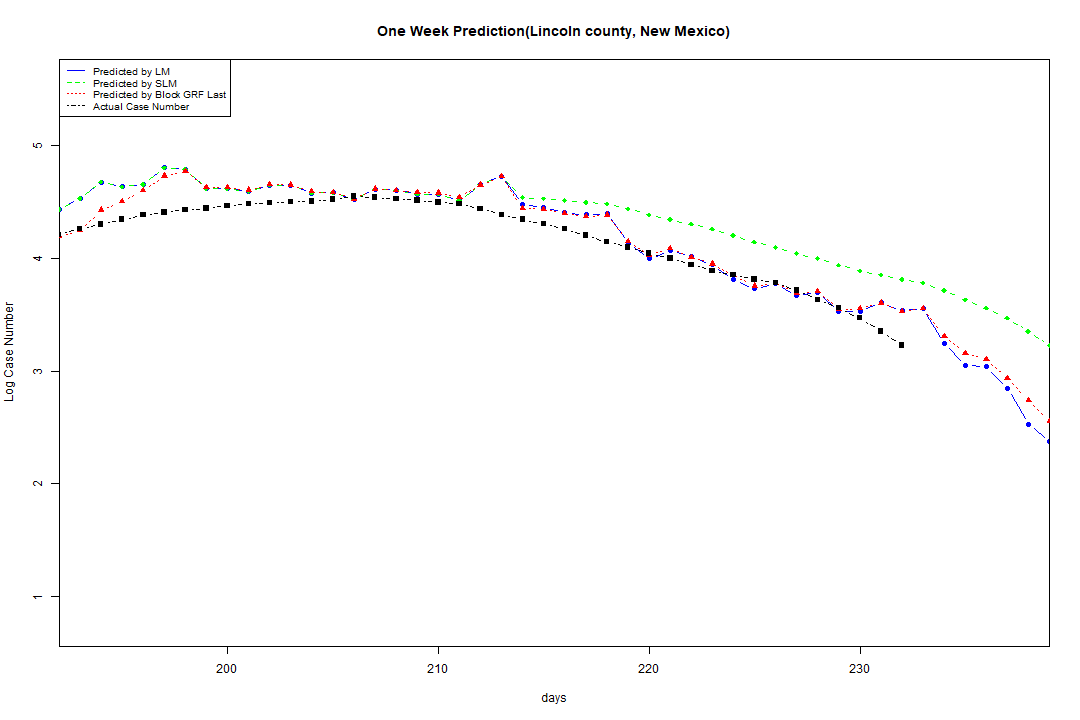 One Week Prediction(Lincoln county, New Mexico)
Predicted by LM
Predicted by SLM
Predicted by Block GRF Last
Actual Case Number
5
4
3
2
1
Log Case Number
200 210 220 230
days